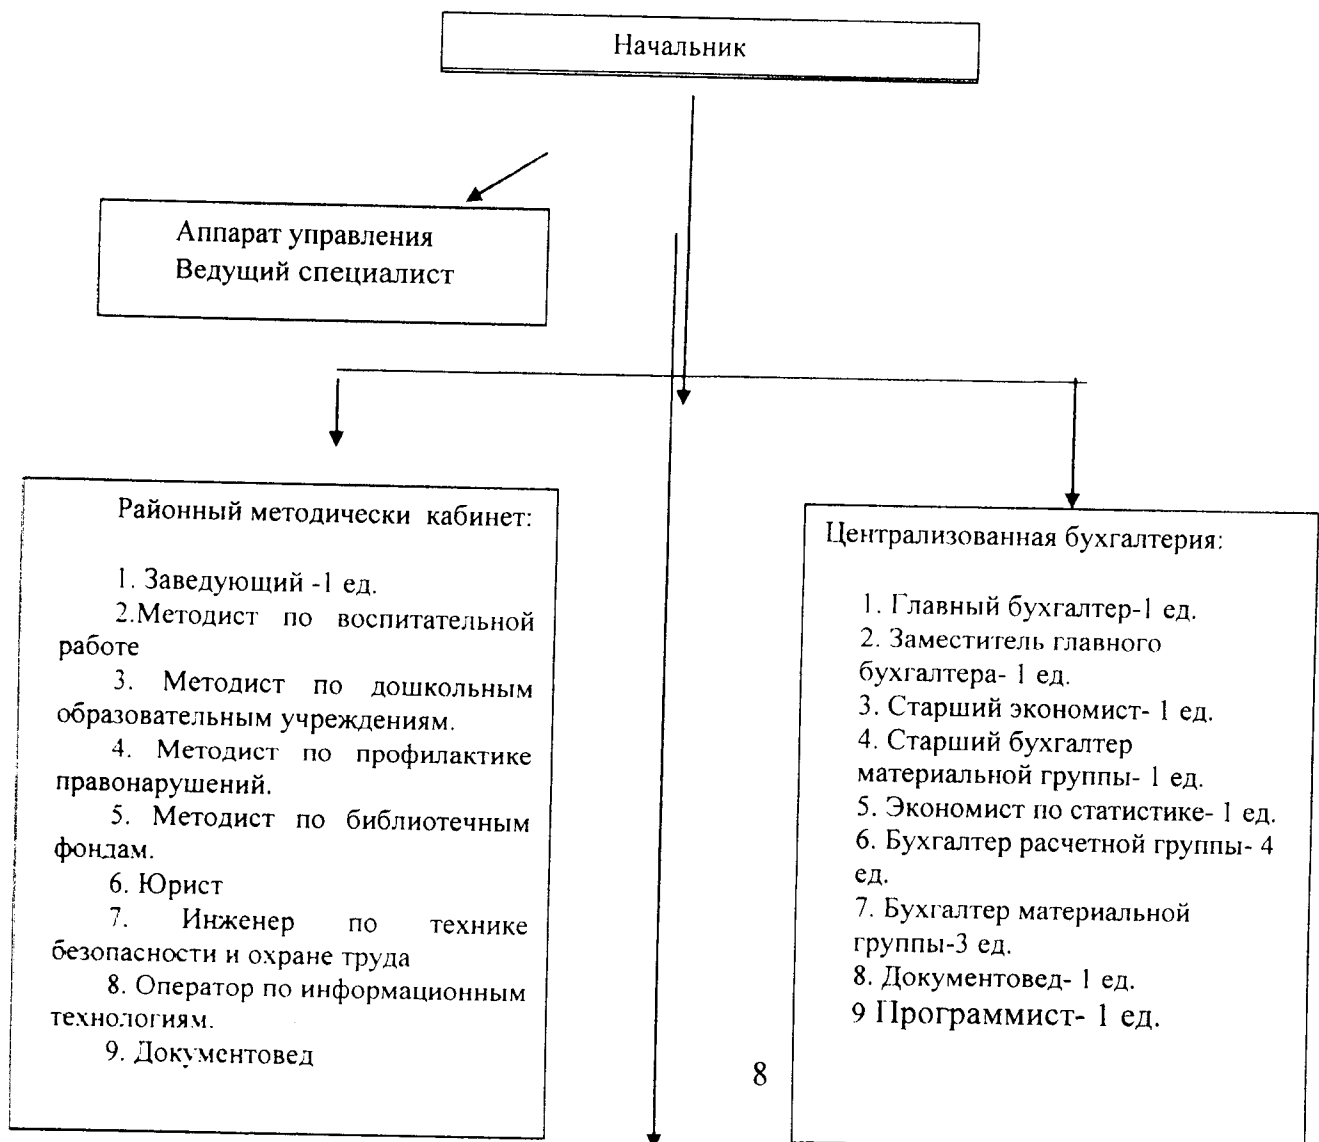 Начальник
Аппарат управления
Ведущий специалист
Районный методически кабинет:
1. Заведующий -1 ед.
2.Методист по воспитательной
работе
3. Методист по дошкольным
образовательным учреждениям.
4. Методист по профилактике
правонарушений.
5. Методист по библиотечным
фондам.
6. Юрист
7. Инженер по технике
безопасности и охране труда
8. Оператор по информационным
технологиям.
9. Документовед
Централизованная бухгалтерия:
1. Главный бухгалтер-1 ед.
2. Заместитель главного
бухгалтера- 1 ед.
3. Старший экономист- 1 ед.
4. Старший бухгалтер
материальной группы- 1 ед.
5. Экономист по статистике- 1 ед.
6. Бухгалтер расчетной группы- 4
ед.
7. Бухгалтер материальной
группы-3 ед.
8. Документовед- 1 ед.
9 Программист- 1 ед.
8